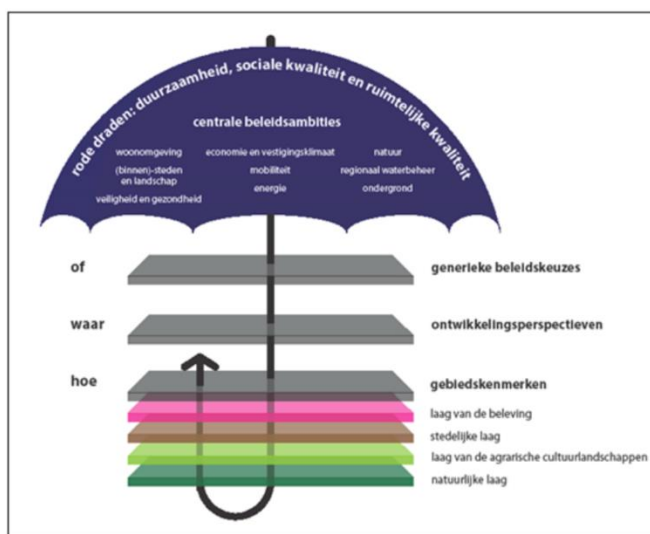 rode draden: duurzaamheid, sociale kwaliteit en ruimtelijke kwaliteit
centrale beleidsambities
woonomgeving
(binnen)-steden
en landschap
veiligheid en gezondheid
economie en vestigingsklimaat
mobiliteit
energie
natuur
regionaal waterbeheer
ondergrond
of
generieke beleidskeuzes
waar
ontwikkelingsperspectieven
hoe
gebiedskenmerken
laag van de beleving
stedelijke laag
laag van de agrarische cultuurlandschappen
natuurlijke laag